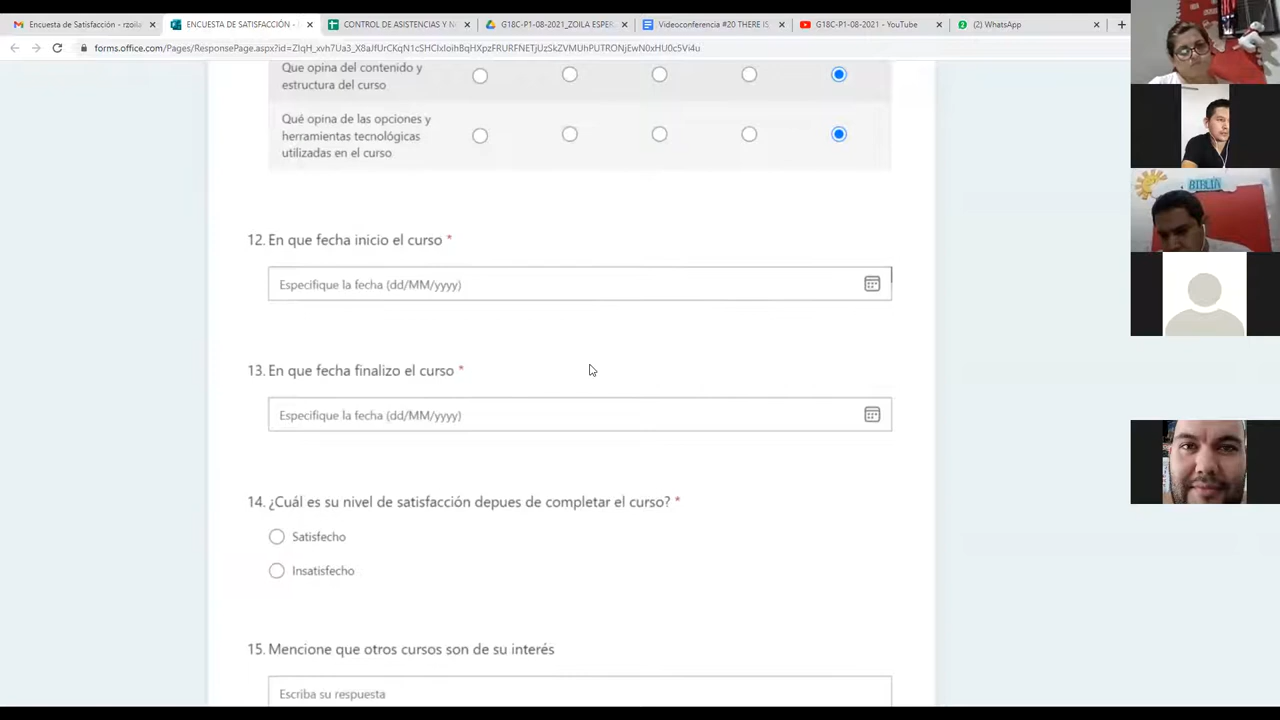 Encuesta de Satisfacción - rzoila
ENCUESTA DE SATISFACCIÓN -
CONTROL DE ASISTENCIAS Y N
G18C-P1-08-2021_ZOILA ESPER
Videoconferencia #20 THERE IS
G18C-P1-08-2021 - YouTube
(2) WhatsApp
forms.office.com/Pages/ResponsePage.aspx?id=
Que opina del contenido y
estructura del curso
Qué opina de las opciones y
herramientas tecnológicas
utilizadas en el curso
12. En que fecha inicio el curso *
Especifique la fecha (dd/MM/yyyy)
13. En que fecha finalizo el curso *
Especifique la fecha (dd/MM/yyyy)
14. ¿Cuál es su nivel de satisfacción depues de completar el curso? *
Satisfecho
Insatisfecho
15. Mencione que otros cursos son de su interés
Escriba su respuesta